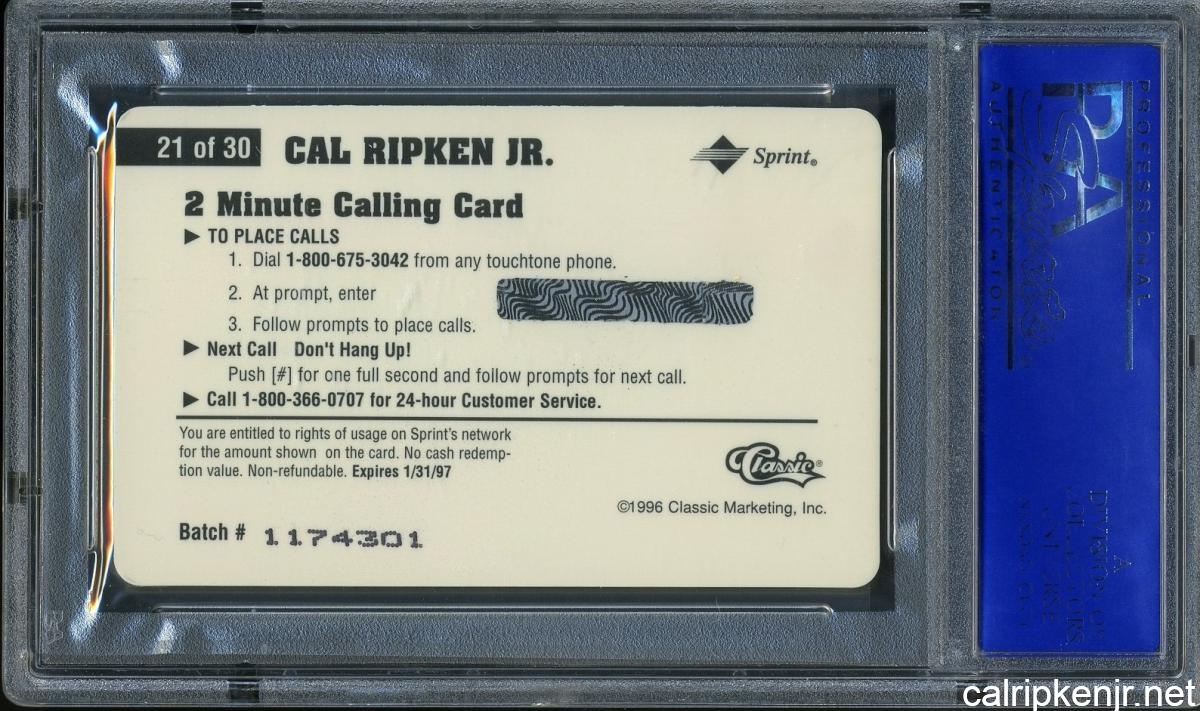 21 of 30 CAL RIPKEN JR.
Sprint®
2 Minute Calling Card
▶ TO PLACE CALLS
1. Dial 1-800-675-3042 from any touchtone phone.
2. At prompt, enter
3. Follow prompts to place calls.
▶ Next Call Don't Hang Up!
Push [#] for one full second and follow prompts for next call.
▶ Call 1-800-366-0707 for 24-hour Customer Service.
You are entitled to rights of usage on Sprint's network
for the amount shown on the card. No cash redemp-
tion value. Non-refundable. Expires 1/31/97
Classic®
©1996 Classic Marketing, Inc.
Batch # 1174301
PROFESSIONAL
PSA
AUTHENTICATOR
A
DIVISION OF
calripkenjr.net